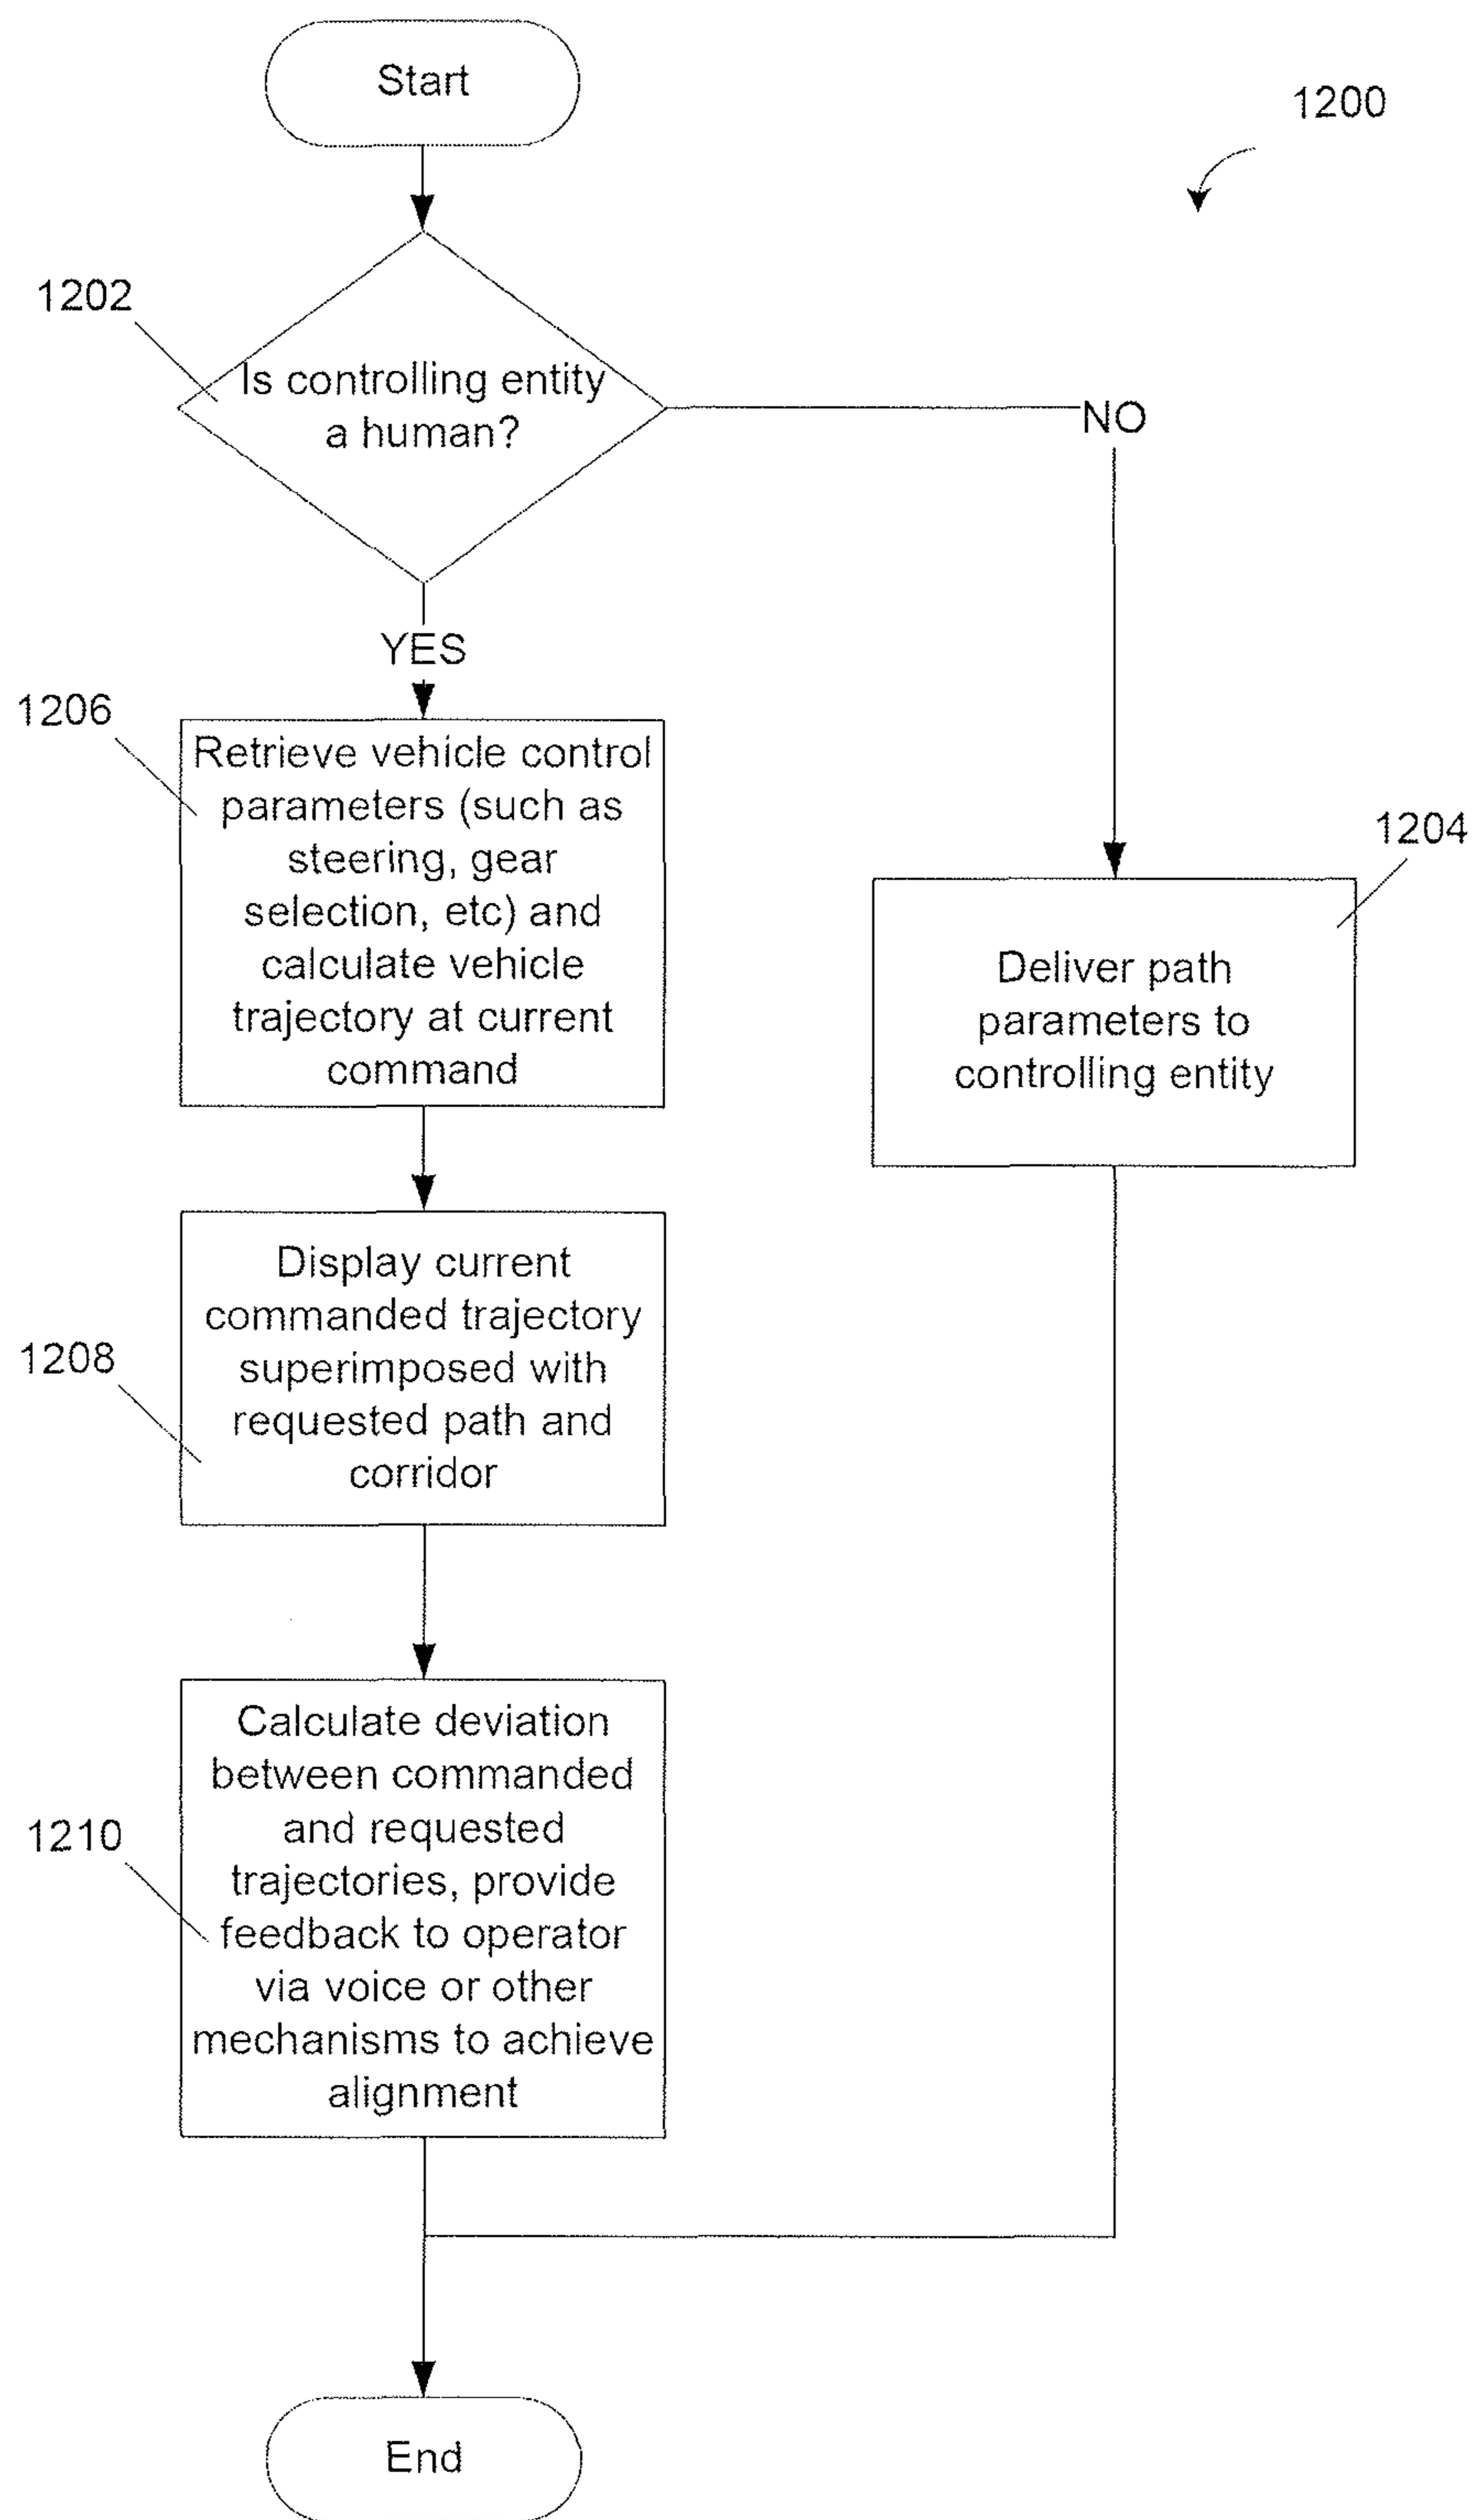 Start
1200
1202
Is controlling entity
a human?
NO
YES
1206
Retrieve vehicle control
parameters (such as
steering, gear
selection, etc) and
calculate vehicle
trajectory at current
command
1204
Deliver path
parameters to
controlling entity
1208
Display current
commanded trajectory
superimposed with
requested path and
corridor
1210
Calculate deviation
between commanded
and requested
trajectories, provide
feedback to operator
via voice or other
mechanisms to achieve
alignment
End